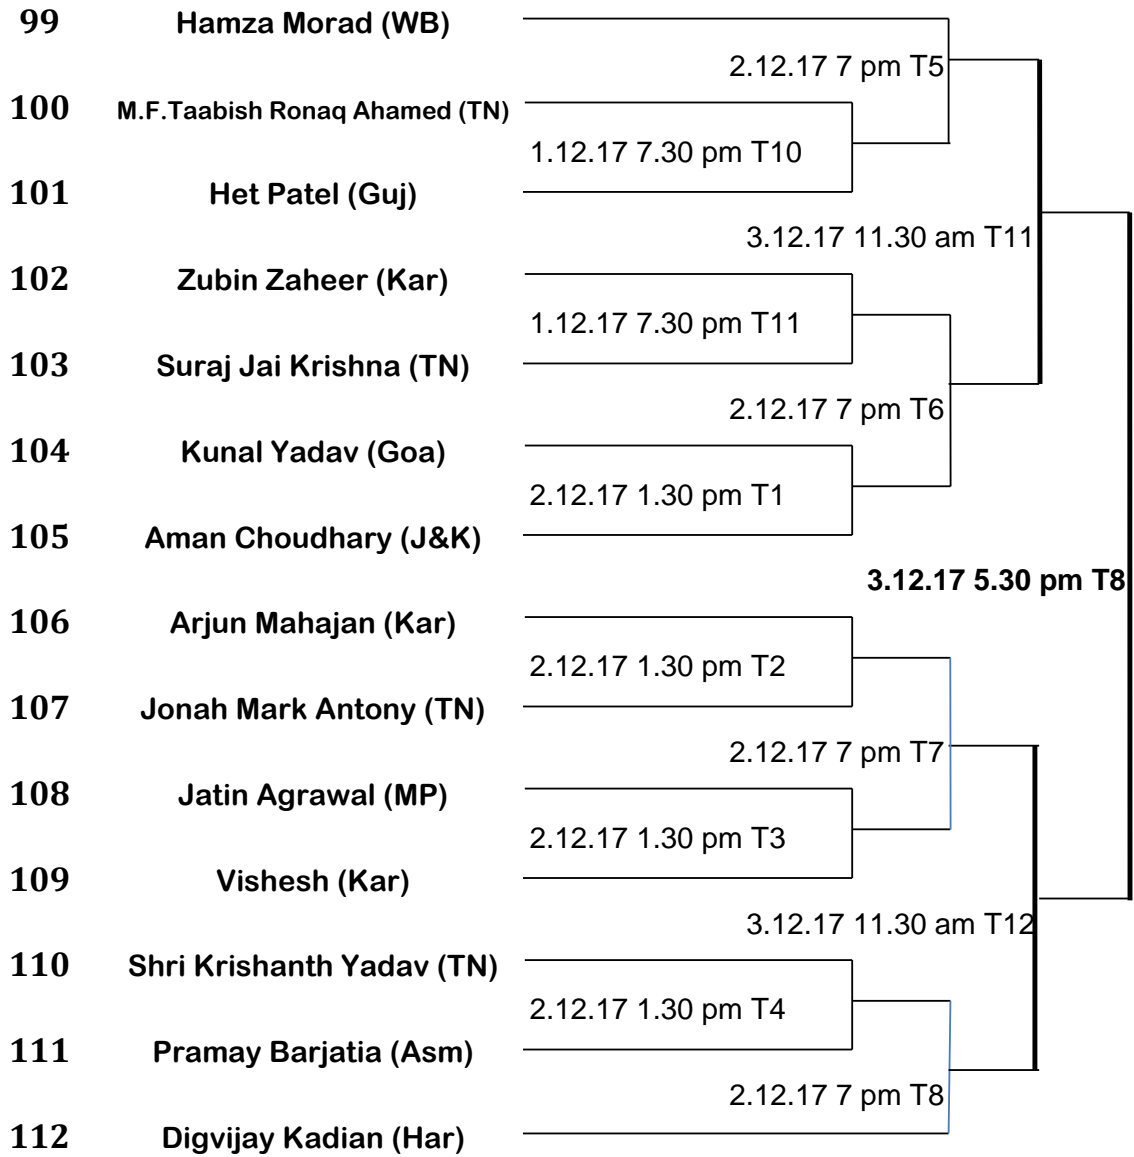 99 Hamza Morad (WB)
2.12.17 7 pm T5
100 M.F.Taabish Ronaq Ahamed (TN)
1.12.17 7.30 pm T10
101 Het Patel (Guj)
3.12.17 11.30 am T11
102 Zubin Zaheer (Kar)
1.12.17 7.30 pm T11
103 Suraj Jai Krishna (TN)
2.12.17 7 pm T6
104 Kunal Yadav (Goa)
2.12.17 1.30 pm T1
105 Aman Choudhary (J&K)
3.12.17 5.30 pm T8
106 Arjun Mahajan (Kar)
2.12.17 1.30 pm T2
107 Jonah Mark Antony (TN)
2.12.17 7 pm T7
108 Jatin Agrawal (MP)
2.12.17 1.30 pm T3
109 Vishesh (Kar)
3.12.17 11.30 am T12
110 Shri Krishanth Yadav (TN)
2.12.17 1.30 pm T4
111 Pramay Barjatia (Asm)
2.12.17 7 pm T8
112 Digvijay Kadian (Har)